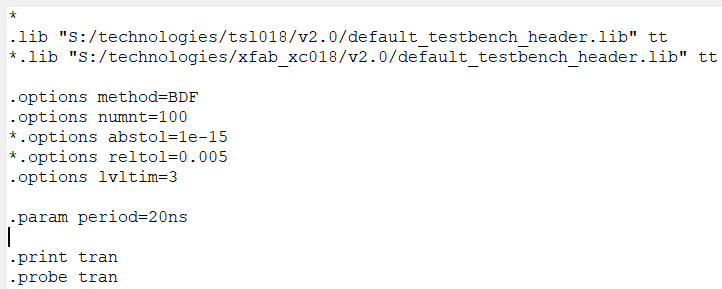 *
.lib "S:/technologies/tsl018/v2.0/default_testbench_header.lib" tt
*.lib "S:/technologies/xfab_xc018/v2.0/default_testbench_header.lib" tt
.options method=BDF
.options numnt=100
*.options abstol=1e-15
*.options reltol=0.005
.options lvltim=3
.param period=20ns
.print tran
.probe tran